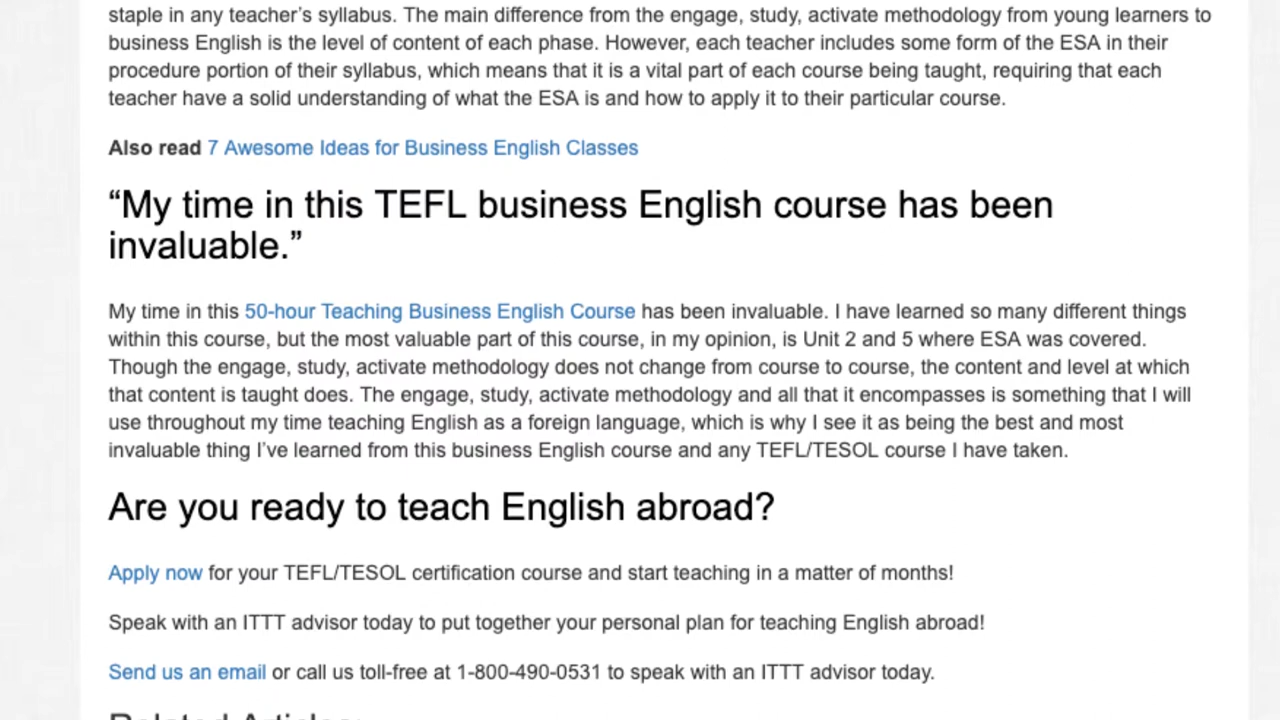 staple in any teacher’s syllabus. The main difference from the engage, study, activate methodology from young learners to
business English is the level of content of each phase. However, each teacher includes some form of the ESA in their
procedure portion of their syllabus, which means that it is a vital part of each course being taught, requiring that each
teacher have a solid understanding of what the ESA is and how to apply it to their particular course.
Also read 7 Awesome Ideas for Business English Classes
“My time in this TEFL business English course has been
invaluable.”
My time in this 50-hour Teaching Business English Course has been invaluable. I have learned so many different things
within this course, but the most valuable part of this course, in my opinion, is Unit 2 and 5 where ESA was covered.
Though the engage, study, activate methodology does not change from course to course, the content and level at which
that content is taught does. The engage, study, activate methodology and all that it encompasses is something that I will
use throughout my time teaching English as a foreign language, which is why I see it as being the best and most
invaluable thing I’ve learned from this business English course and any TEFL/TESOL course I have taken.
Are you ready to teach English abroad?
Apply now for your TEFL/TESOL certification course and start teaching in a matter of months!
Speak with an ITTT advisor today to put together your personal plan for teaching English abroad!
Send us an email or call us toll-free at 1-800-490-0531 to speak with an ITTT advisor today.
Related Articles: